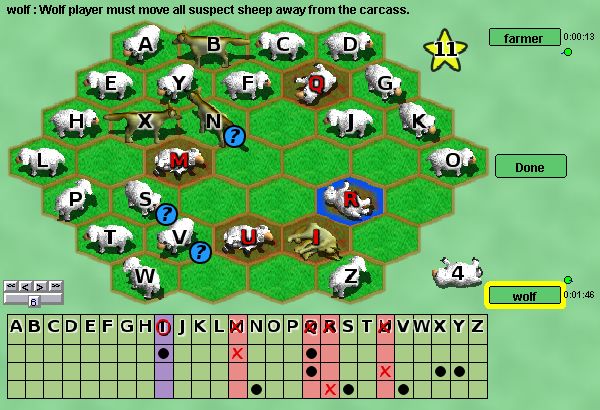 wolf : Wolf player must move all suspect sheep away from the carcass.
farmer 0:00:13
11
A B C D
E Y F Q G
H X N J K
?
L M O
Done
P S R
?
T V U I
?
W Z
4
wolf 0:01:46
<< < > >>
6
A B C D E F G H I J K L M N O P Q R S T U V W X Y Z
X
X
X